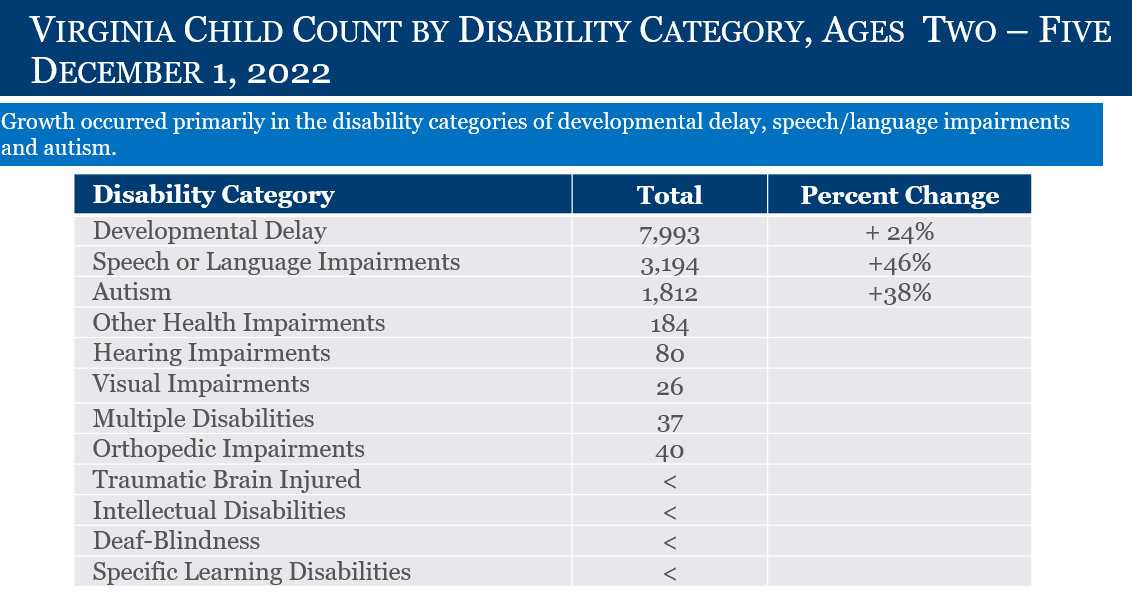 Virginia Child Count by Disability Category, Ages Two – Five
December 1, 2022
Growth occurred primarily in the disability categories of developmental delay, speech/language impairments
and autism.
Disability Category Total Percent Change
Developmental Delay 7,993 + 24%
Speech or Language Impairments 3,194 +46%
Autism 1,812 +38%
Other Health Impairments 184
Hearing Impairments 80
Visual Impairments 26
Multiple Disabilities 37
Orthopedic Impairments 40
Traumatic Brain Injured <
Intellectual Disabilities <
Deaf-Blindness <
Specific Learning Disabilities <